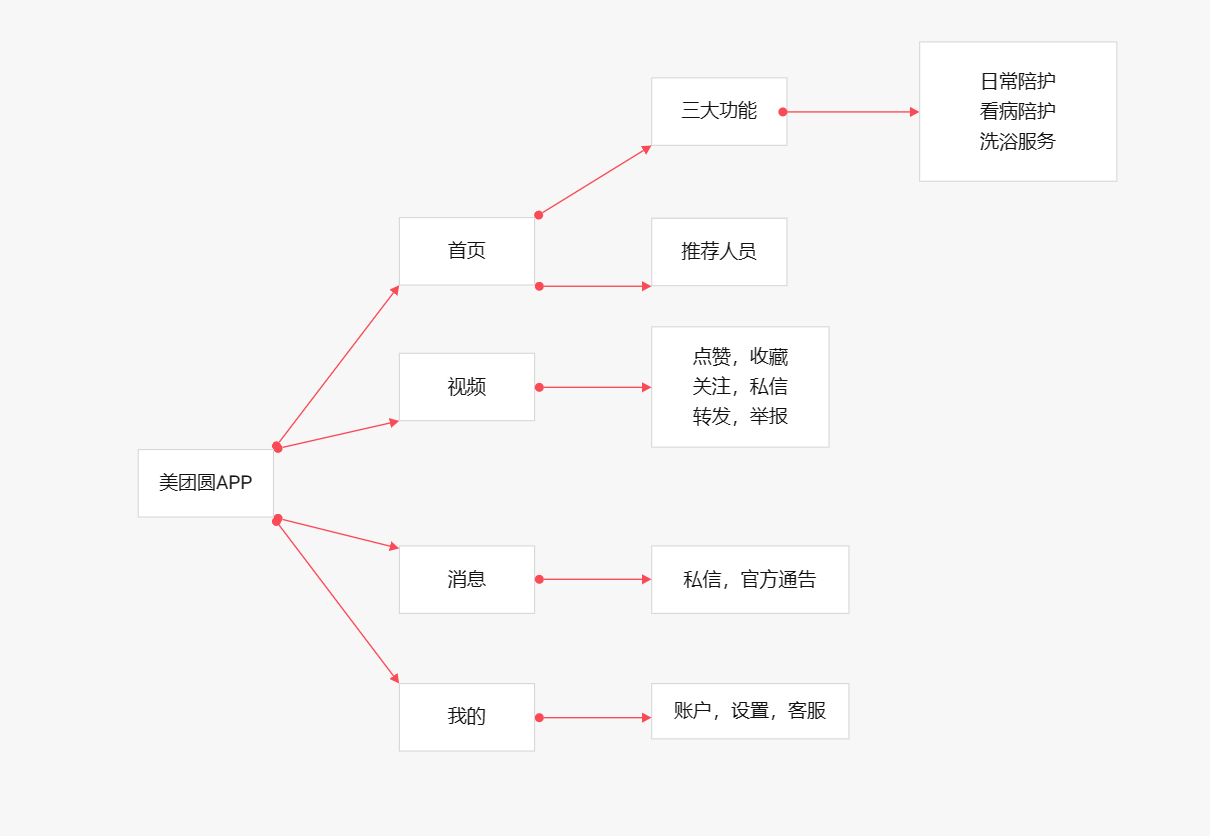 美团圆APP
首页
三大功能
日常陪护
看病陪护
洗浴服务
推荐人员
视频
点赞，收藏
关注，私信
转发，举报
消息
私信，官方通告
我的
账户，设置，客服